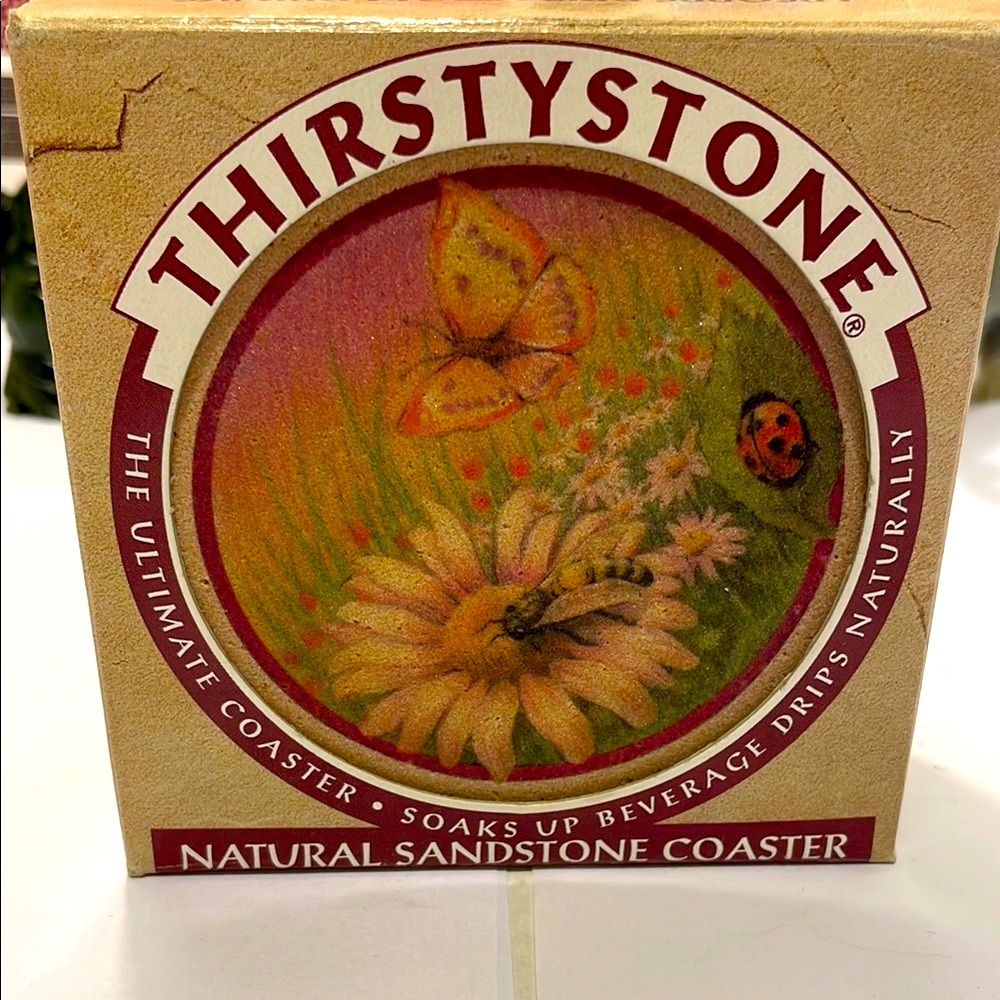 THIRSTYSTONE®
THE ULTIMATE COASTER • SOAKS UP BEVERAGE DRIPS NATURALLY
NATURAL SANDSTONE COASTER